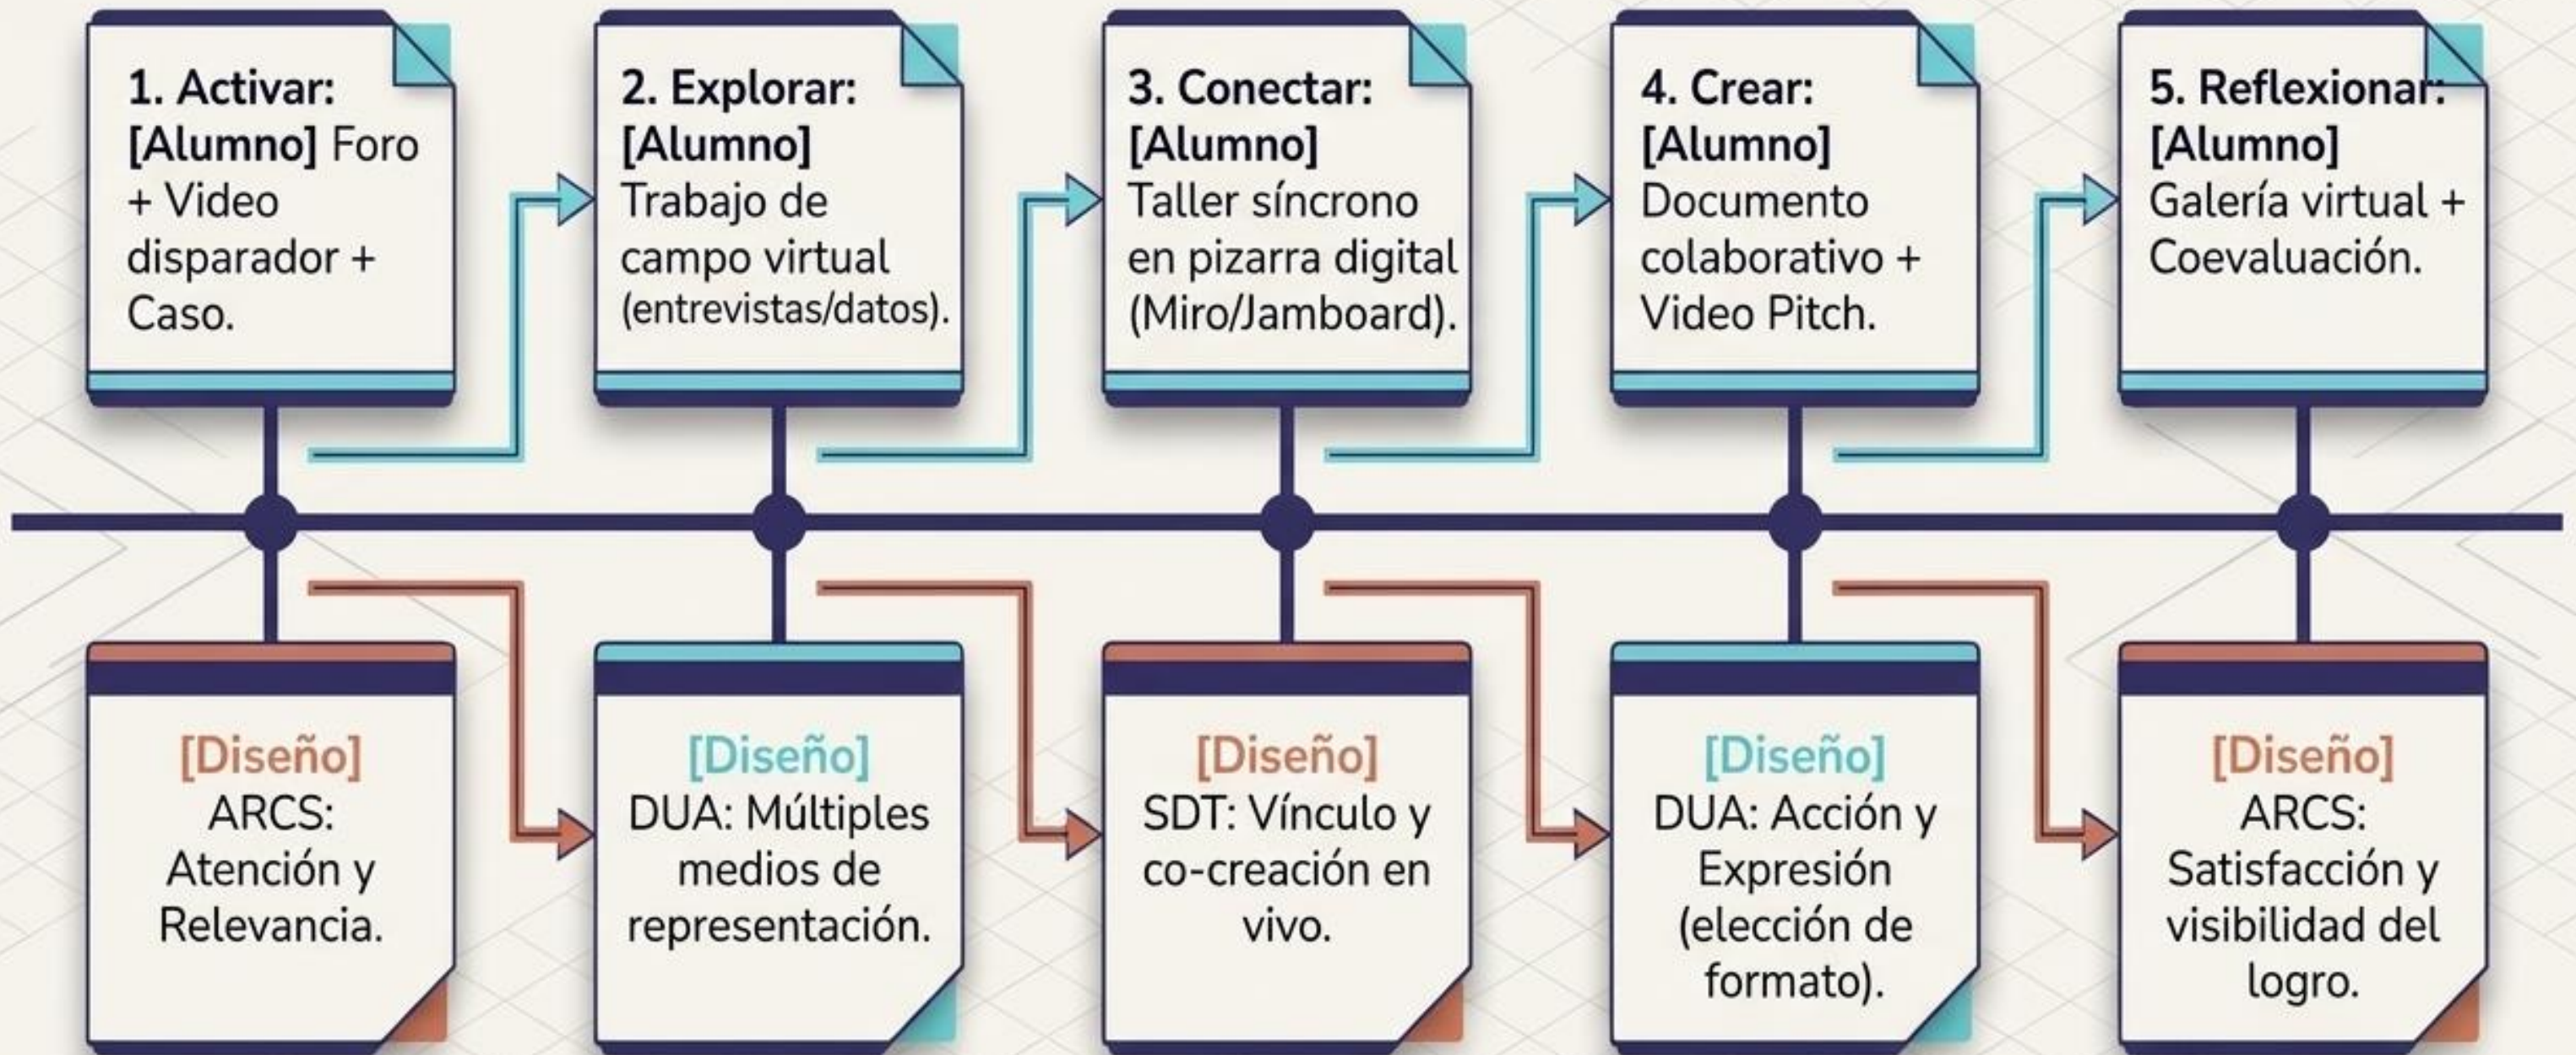 1. Activar:
[Alumno] Foro
+ Video
disparador +
Caso.
2. Explorar:
[Alumno]
Trabajo de
campo virtual
(entrevistas/datos).
3. Conectar:
[Alumno]
Taller síncrono
en pizarra digital
(Miro/Jamboard).
4. Crear:
[Alumno]
Documento
colaborativo +
Video Pitch.
5. Reflexionar:
[Alumno]
Galería virtual +
Coevaluación.
[Diseño]
ARCS:
Atención y
Relevancia.
[Diseño]
DUA: Múltiples
medios de
representación.
[Diseño]
SDT: Vínculo y
co-creación en
vivo.
[Diseño]
DUA: Acción y
Expresión
(elección de
formato).
[Diseño]
ARCS:
Satisfacción y
visibilidad del
logro.